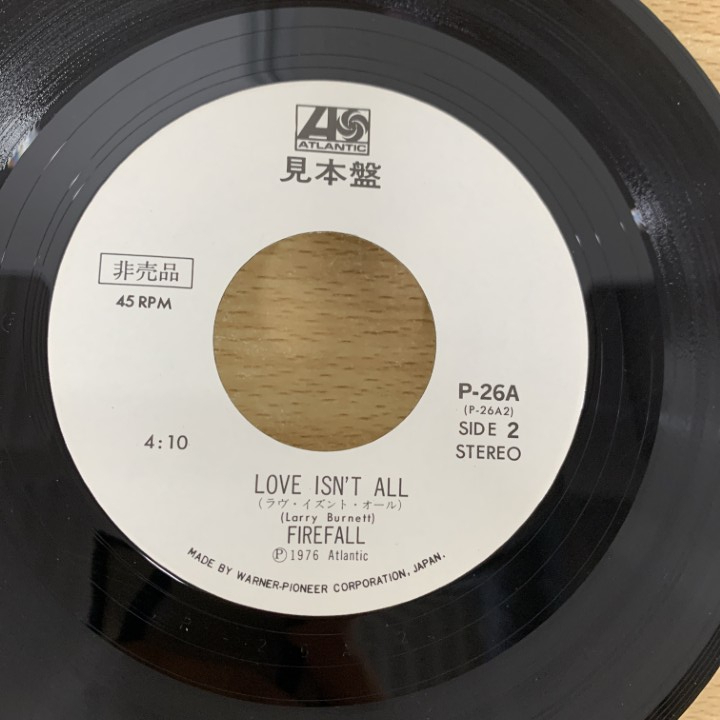 ATLANTIC
見本盤
非売品
45 RPM
P-26A
(P-26A2)
SIDE 2
STEREO
4:10
LOVE ISN'T ALL
(ラヴ・イズント・オール)
(Larry Burnett)
FIREFALL
Ⓟ1976 Atlantic
MADE BY WARNER-PIONEER CORPORATION, JAPAN.